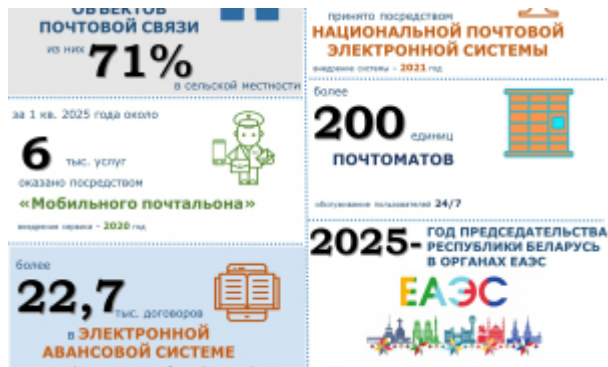 ОБЪЕКТОВ
ПОЧТОВОЙ СВЯЗИ
из них 71%
в сельской местности
за 1 кв. 2025 года около
6 тыс. услуг
оказано посредством
«Мобильного почтальона»
внедрение сервиса - 2020 год
более
22,7 тыс. договоров
в ЭЛЕКТРОННОЙ
АВАНСОВОЙ СИСТЕМЕ
принято посредством
НАЦИОНАЛЬНОЙ ПОЧТОВОЙ
ЭЛЕКТРОННОЙ СИСТЕМЫ
внедрение системы - 2021 год
более
200 единиц
ПОЧТОМАТОВ
обслуживание пользователей 24/7
2025- ГОД ПРЕДСЕДАТЕЛЬСТВА
РЕСПУБЛИКИ БЕЛАРУСЬ
В ОРГАНАХ ЕАЭС
ЕАЭС